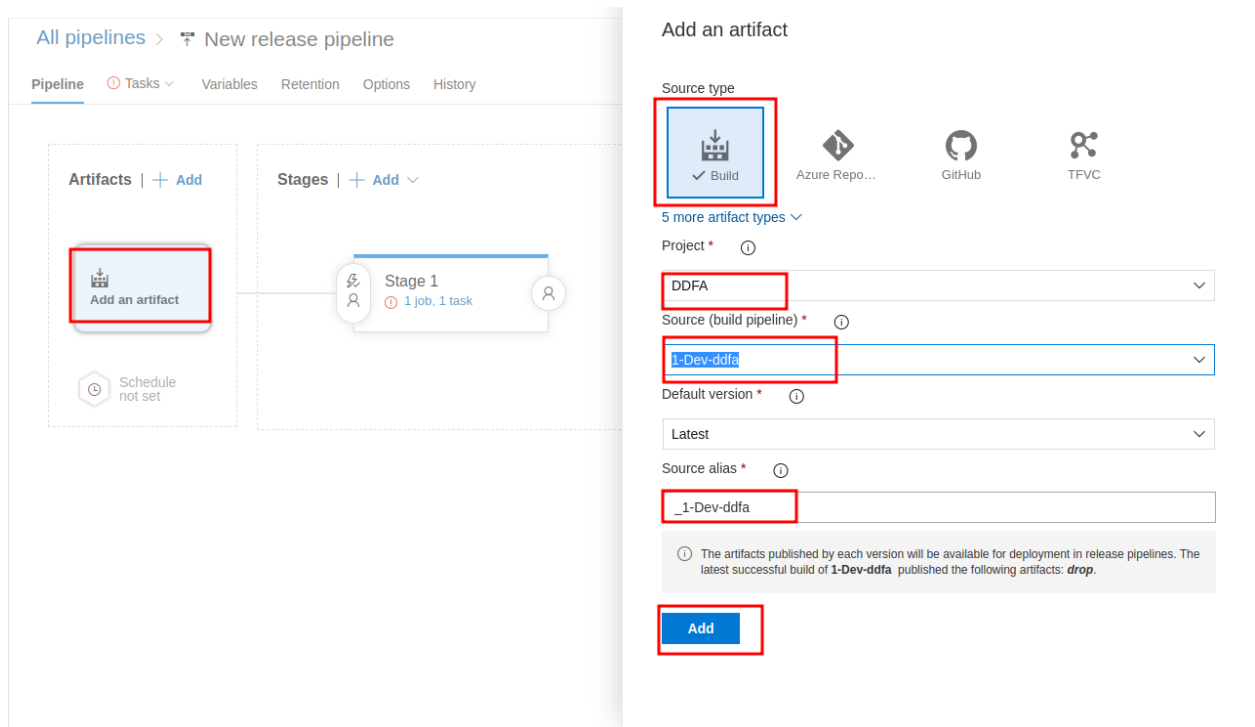 All pipelines > New release pipeline
Pipeline Tasks Variables Retention Options History
Artifacts | + Add
Stages | + Add
Add an artifact
Stage 1
1 job, 1 task
Schedule
not set
Add an artifact
Source type
Build
Azure Repo...
GitHub
TFVC
5 more artifact types
Project *
DDFA
Source (build pipeline) *
1-Dev-ddfa
Default version *
Latest
Source alias *
_1-Dev-ddfa
The artifacts published by each version will be available for deployment in release pipelines. The
latest successful build of 1-Dev-ddfa published the following artifacts: drop.
Add